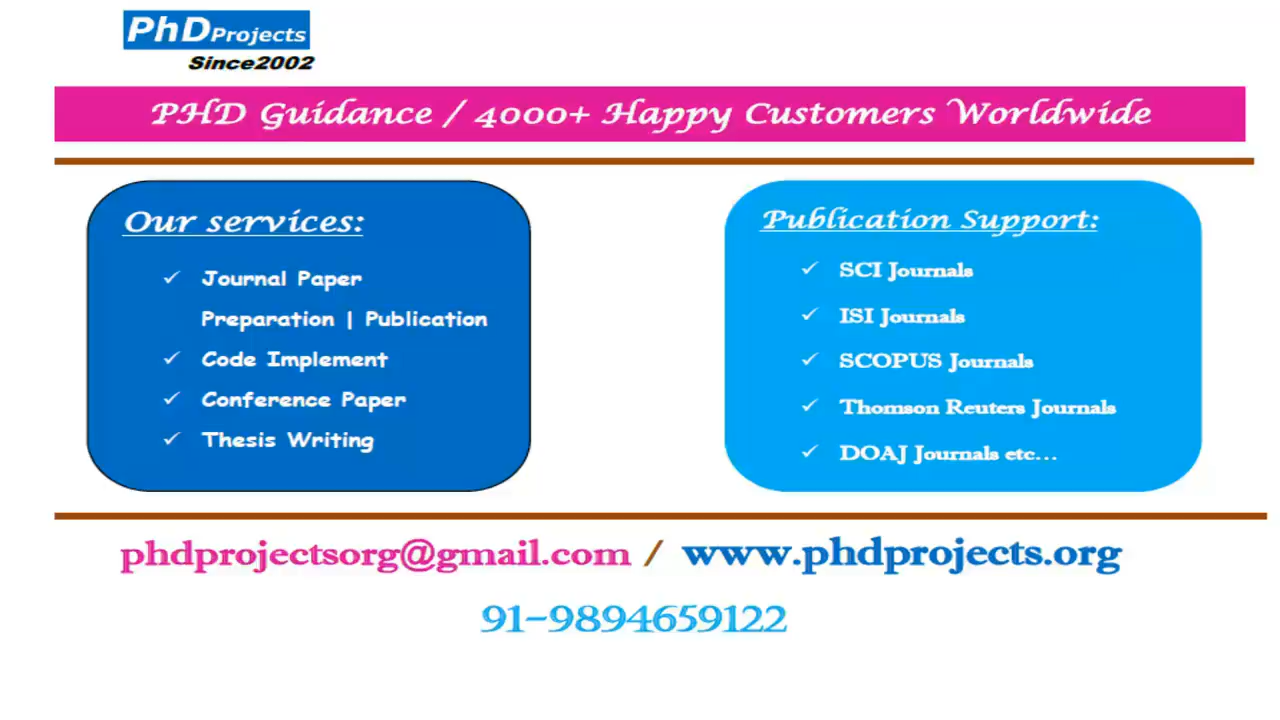 PhDProjects
Since2002
PHD Guidance / 4000+ Happy Customers Worldwide
Our services:
✓ Journal Paper
Preparation | Publication
✓ Code Implement
✓ Conference Paper
✓ Thesis Writing
Publication Support:
✓ SCI Journals
✓ ISI Journals
✓ SCOPUS Journals
✓ Thomson Reuters Journals
✓ DOAJ Journals etc...
phdprojectsorg@gmail.com / www.phdprojects.org
91-9894659122